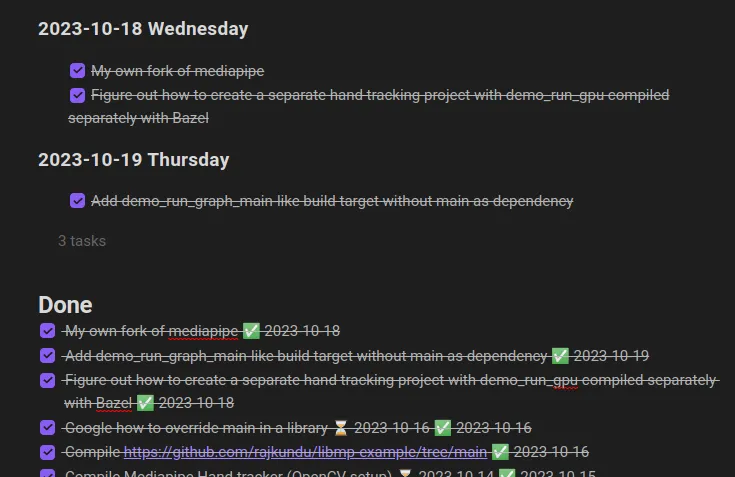 2023-10-18 Wednesday
My own fork of mediapipe
Figure out how to create a separate hand tracking project with demo_run_gpu compiled
separately with Bazel
2023-10-19 Thursday
Add demo_run_graph_main like build target without main as dependency
3 tasks
Done
My own fork of mediapipe ✅ 2023-10-18
Add demo_run_graph_main like build target without main as dependency ✅ 2023-10-19
Figure out how to create a separate hand tracking project with demo_run_gpu compiled separately
with Bazel ✅ 2023-10-18
Google how to override main in a library ⏳ 2023-10-16 ✅ 2023-10-16
Compile https://github.com/rajkundu/libmp-example/tree/main ✅ 2023-10-16
Compile Mediapipe Hand tracker (OpenCV setup) ⏳ 2023-10-14 ✅ 2023-10-15